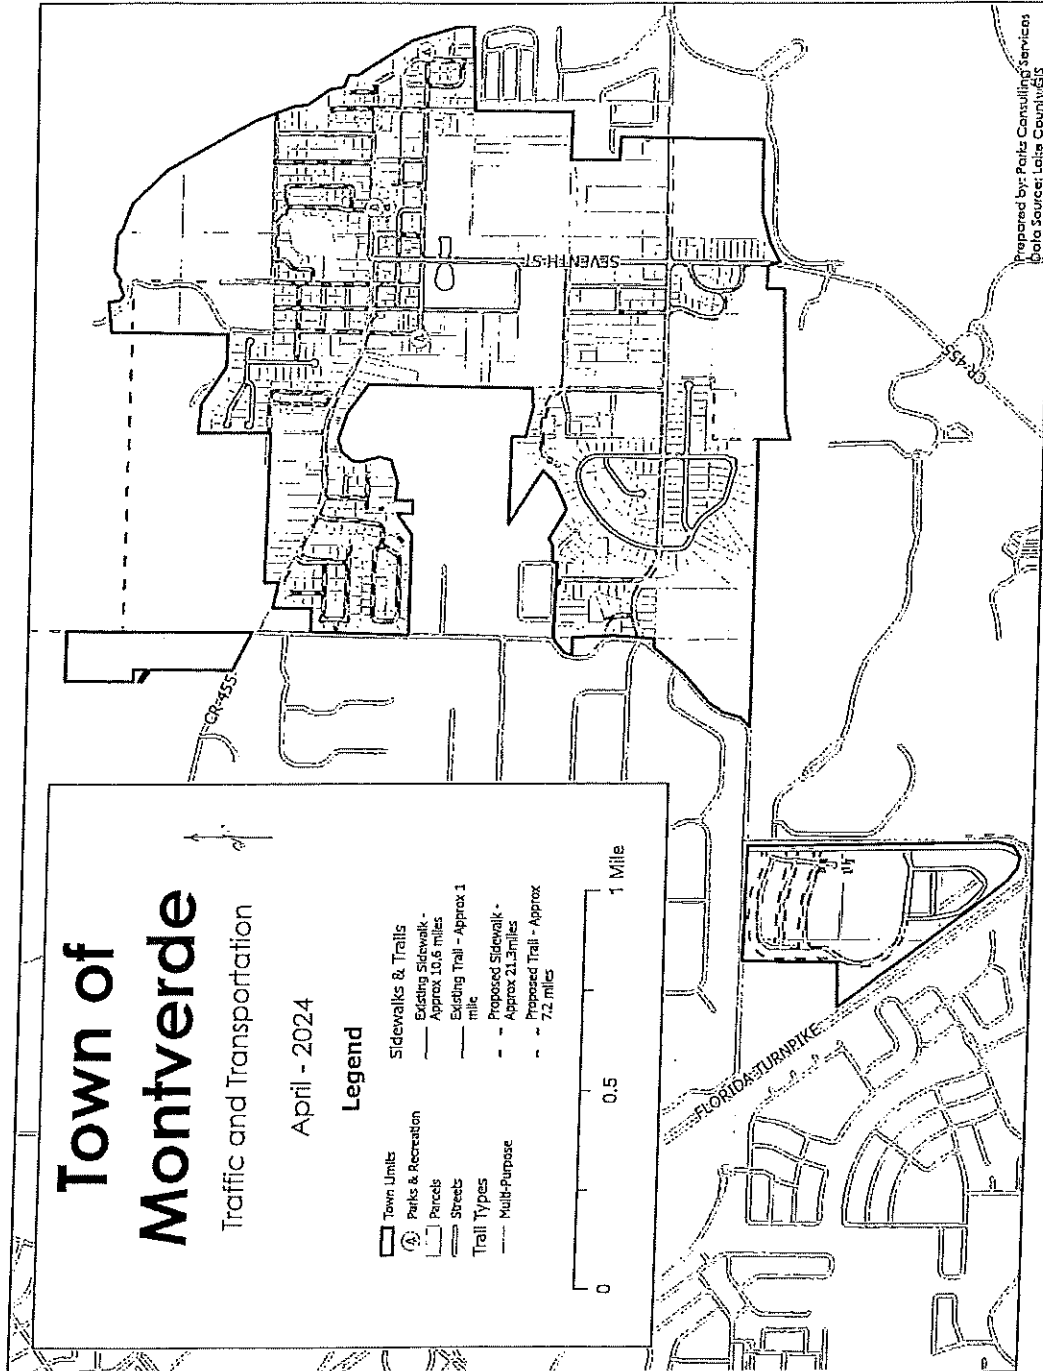 Town of
Montverde
Traffic and Transportation
April - 2024
Legend
Town Limits
Parks & Recreation
Parcels
Streets
Trail Types
Multi-Purpose
Sidewalks & Trails
Existing Sidewalk -
Approx 10.6 miles
Existing Trail - Approx 1
mile
Proposed Sidewalk -
Approx 21.3miles
Proposed Trail - Approx
7.2 miles
0
0.5
1 Mile
CR-455
SEVENTH-ST
CR-455
FLORIDA TURNPIKE
Prepared by: Parks Consulting Services
Data Source: Lake County GIS